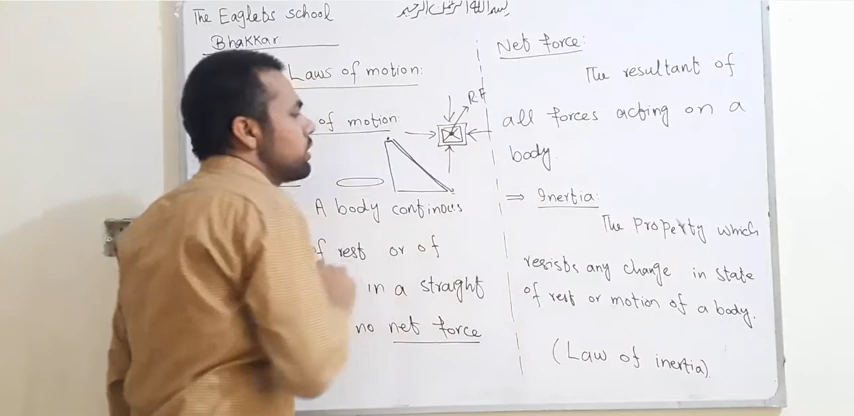 The Eaglets school
Bhakkar
بسم اللہ الرحمن الرحیم
Laws of motion:
of motion:
R F
A body continous
of rest or of
in a straght
no net force
Net force:
The resultant of
all forces acting on a
body.
⇒ Inertia:
The Property which
resists any change in state
of rest or motion of a body.
(Law of inertia)